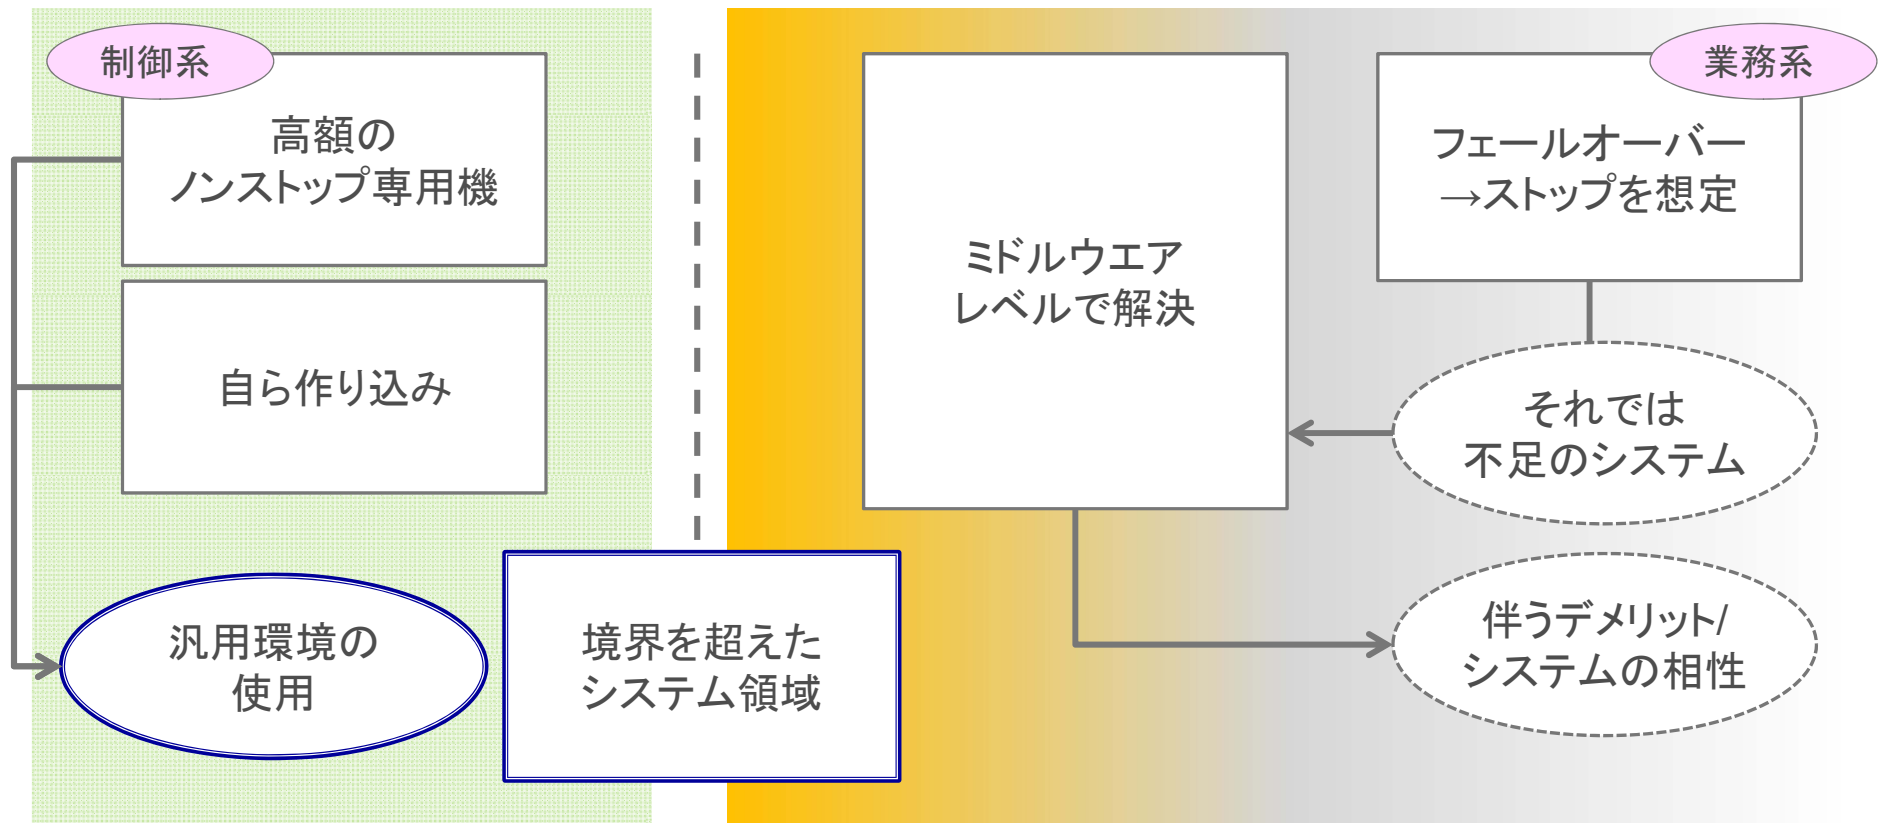 制御系
高額の
ノンストップ専用機
自ら作り込み
汎用環境の
使用
境界を超えた
システム領域
ミドルウエア
レベルで解決
業務系
フェールオーバー
→ストップを想定
それでは
不足のシステム
伴うデメリット/
システムの相性